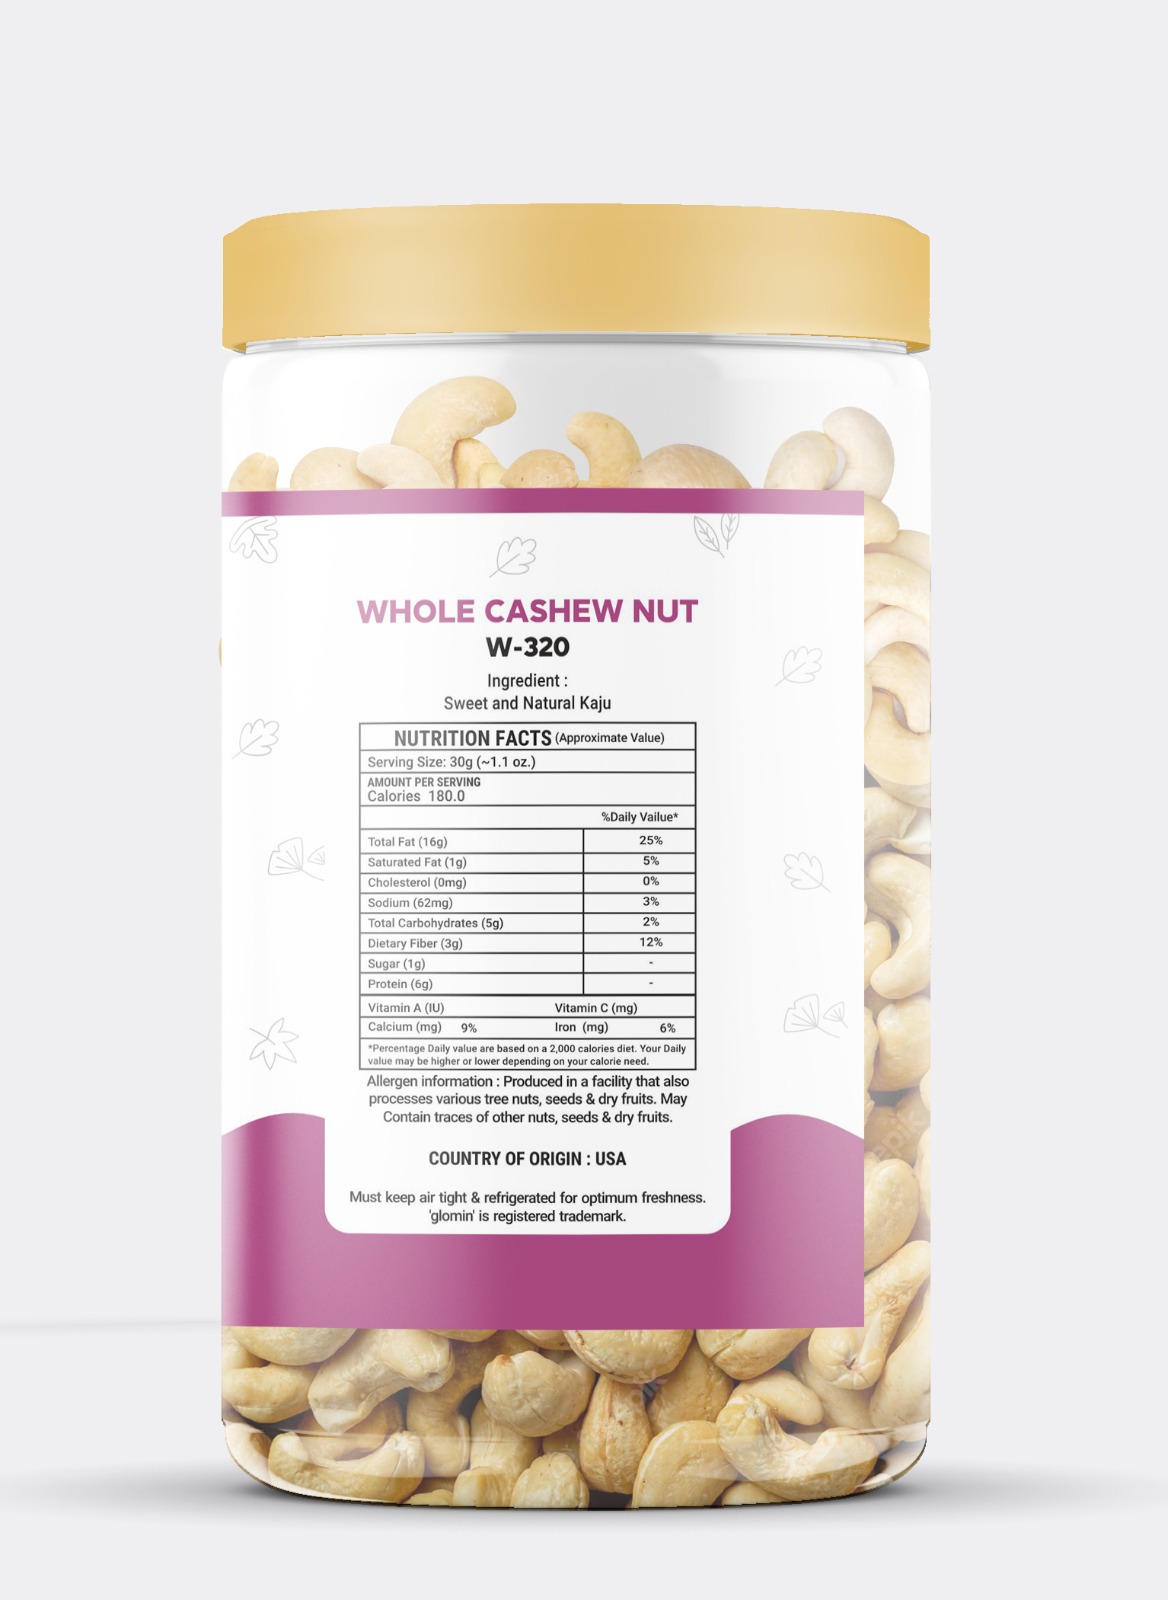 WHOLE CASHEW NUT
W-320
Ingredient :
Sweet and Natural Kaju
NUTRITION FACTS (Approximate Value)
Serving Size: 30g (~1.1 oz.)
AMOUNT PER SERVING
Calories 180.0
%Daily Vailue*
Total Fat (16g) 25%
Saturated Fat (1g) 5%
Cholesterol (0mg) 0%
Sodium (62mg) 3%
Total Carbohydrates (5g) 2%
Dietary Fiber (3g) 12%
Sugar (1g) -
Protein (6g) -
Vitamin A (IU) Vitamin C (mg)
Calcium (mg) 9% Iron (mg) 6%
*Percentage Daily value are based on a 2,000 calories diet. Your Daily
value may be higher or lower depending on your calorie need.
Allergen information : Produced in a facility that also
processes various tree nuts, seeds & dry fruits. May
Contain traces of other nuts, seeds & dry fruits.
COUNTRY OF ORIGIN : USA
Must keep air tight & refrigerated for optimum freshness.
'glomin' is registered trademark.